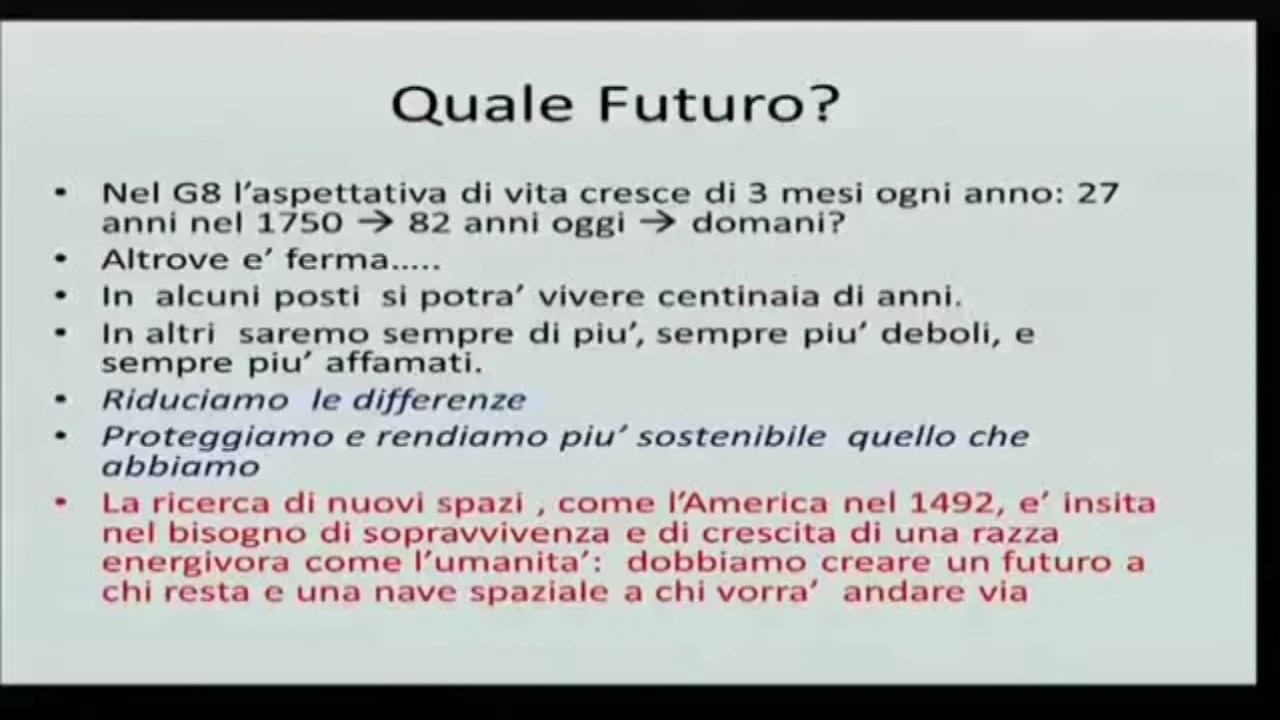 Quale Futuro?
• Nel G8 l'aspettativa di vita cresce di 3 mesi ogni anno: 27
anni nel 1750 → 82 anni oggi → domani?
• Altrove e' ferma.....
• In alcuni posti si potra' vivere centinaia di anni.
• In altri saremo sempre di piu', sempre piu' deboli, e
sempre piu' affamati.
• Riduciamo le differenze
• Proteggiamo e rendiamo piu' sostenibile quello che
abbiamo
• La ricerca di nuovi spazi , come l'America nel 1492, e' insita
nel bisogno di sopravvivenza e di crescita di una razza
energivora come l'umanita': dobbiamo creare un futuro a
chi resta e una nave spaziale a chi vorra' andare via